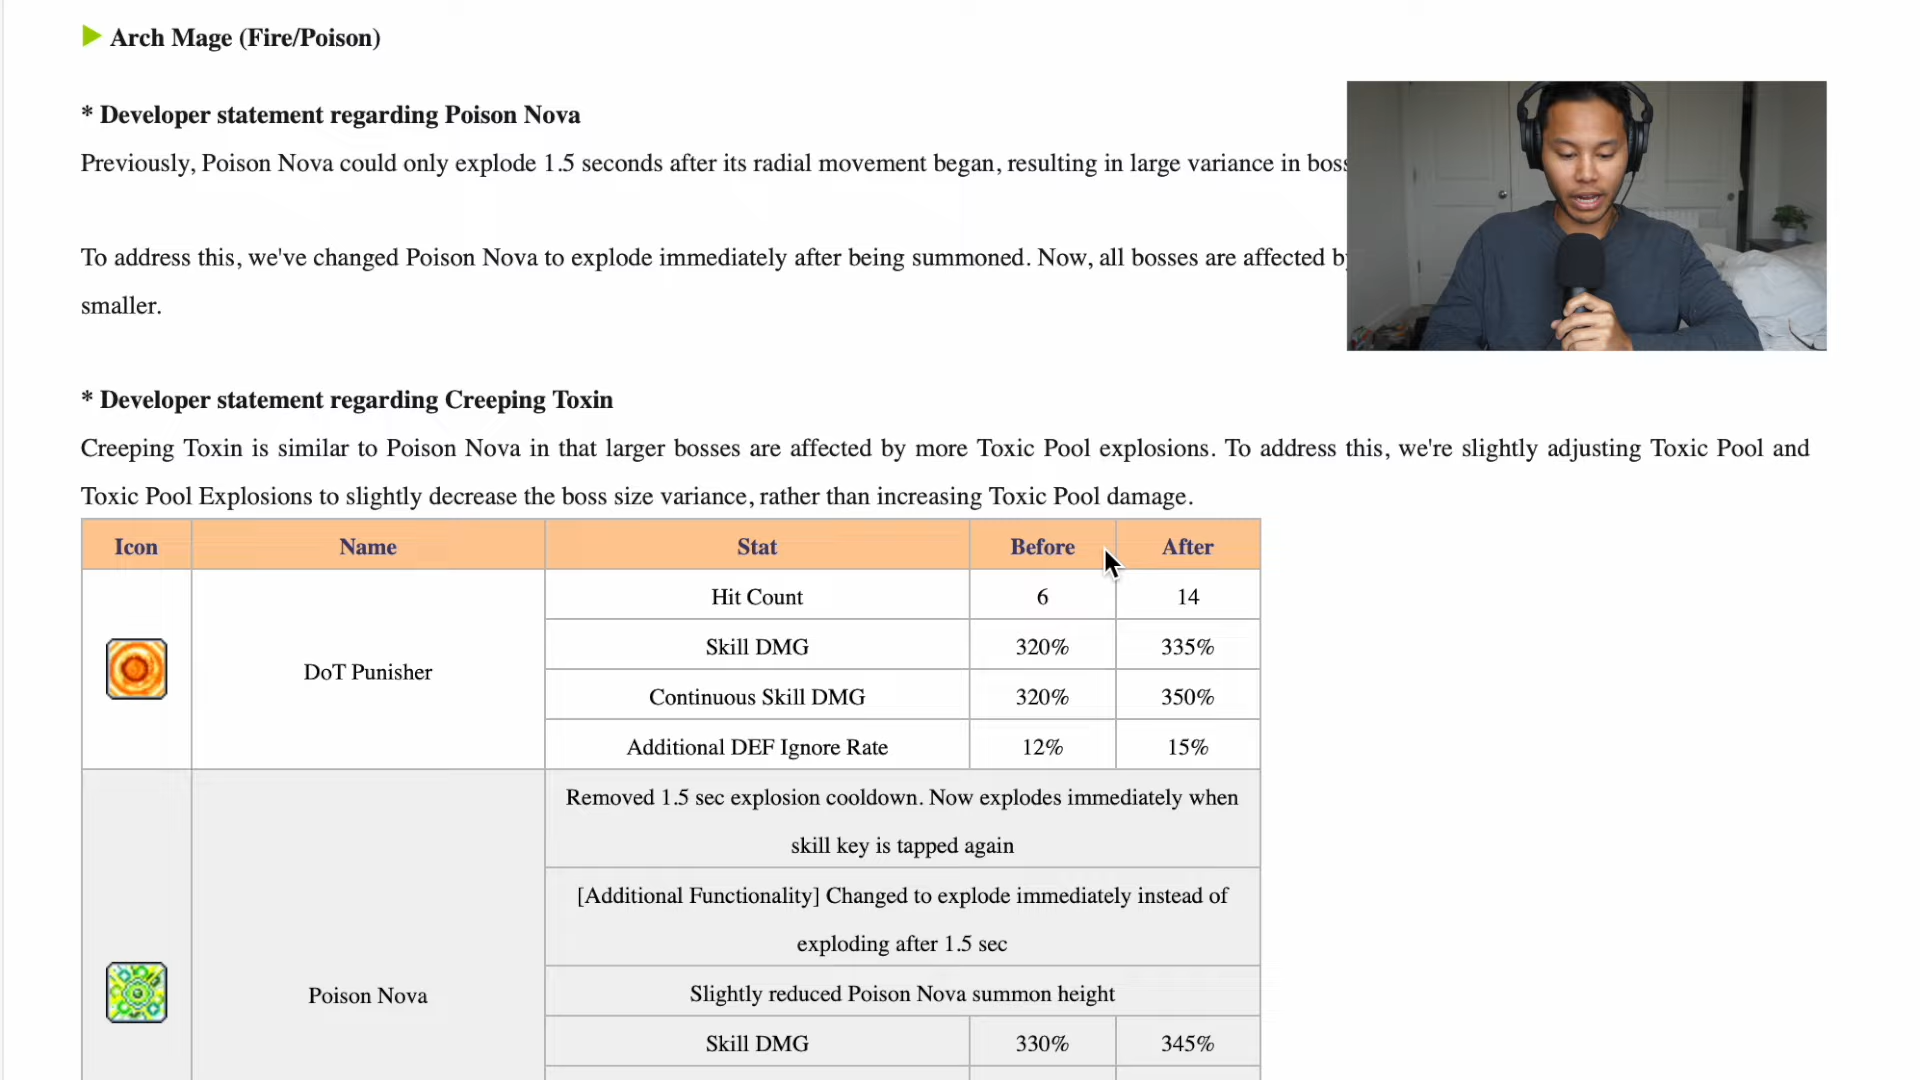 Arch Mage (Fire/Poison)
* Developer statement regarding Poison Nova
Previously, Poison Nova could only explode 1.5 seconds after its radial movement began, resulting in large variance in
To address this, we've changed Poison Nova to explode immediately after being summoned. Now, all bosses are affected
smaller.
* Developer statement regarding Creeping Toxin
Creeping Toxin is similar to Poison Nova in that larger bosses are affected by more Toxic Pool explosions. To address this, we're slightly adjusting Toxic Pool and
Toxic Pool Explosions to slightly decrease the boss size variance, rather than increasing Toxic Pool damage.
Icon Name Stat Before After
DoT Punisher
Hit Count 6 14
Skill DMG 320% 335%
Continuous Skill DMG 320% 350%
Additional DEF Ignore Rate 12% 15%
Poison Nova
Removed 1.5 sec explosion cooldown. Now explodes immediately when
skill key is tapped again
[Additional Functionality] Changed to explode immediately instead of
exploding after 1.5 sec
Slightly reduced Poison Nova summon height
Skill DMG 330% 345%